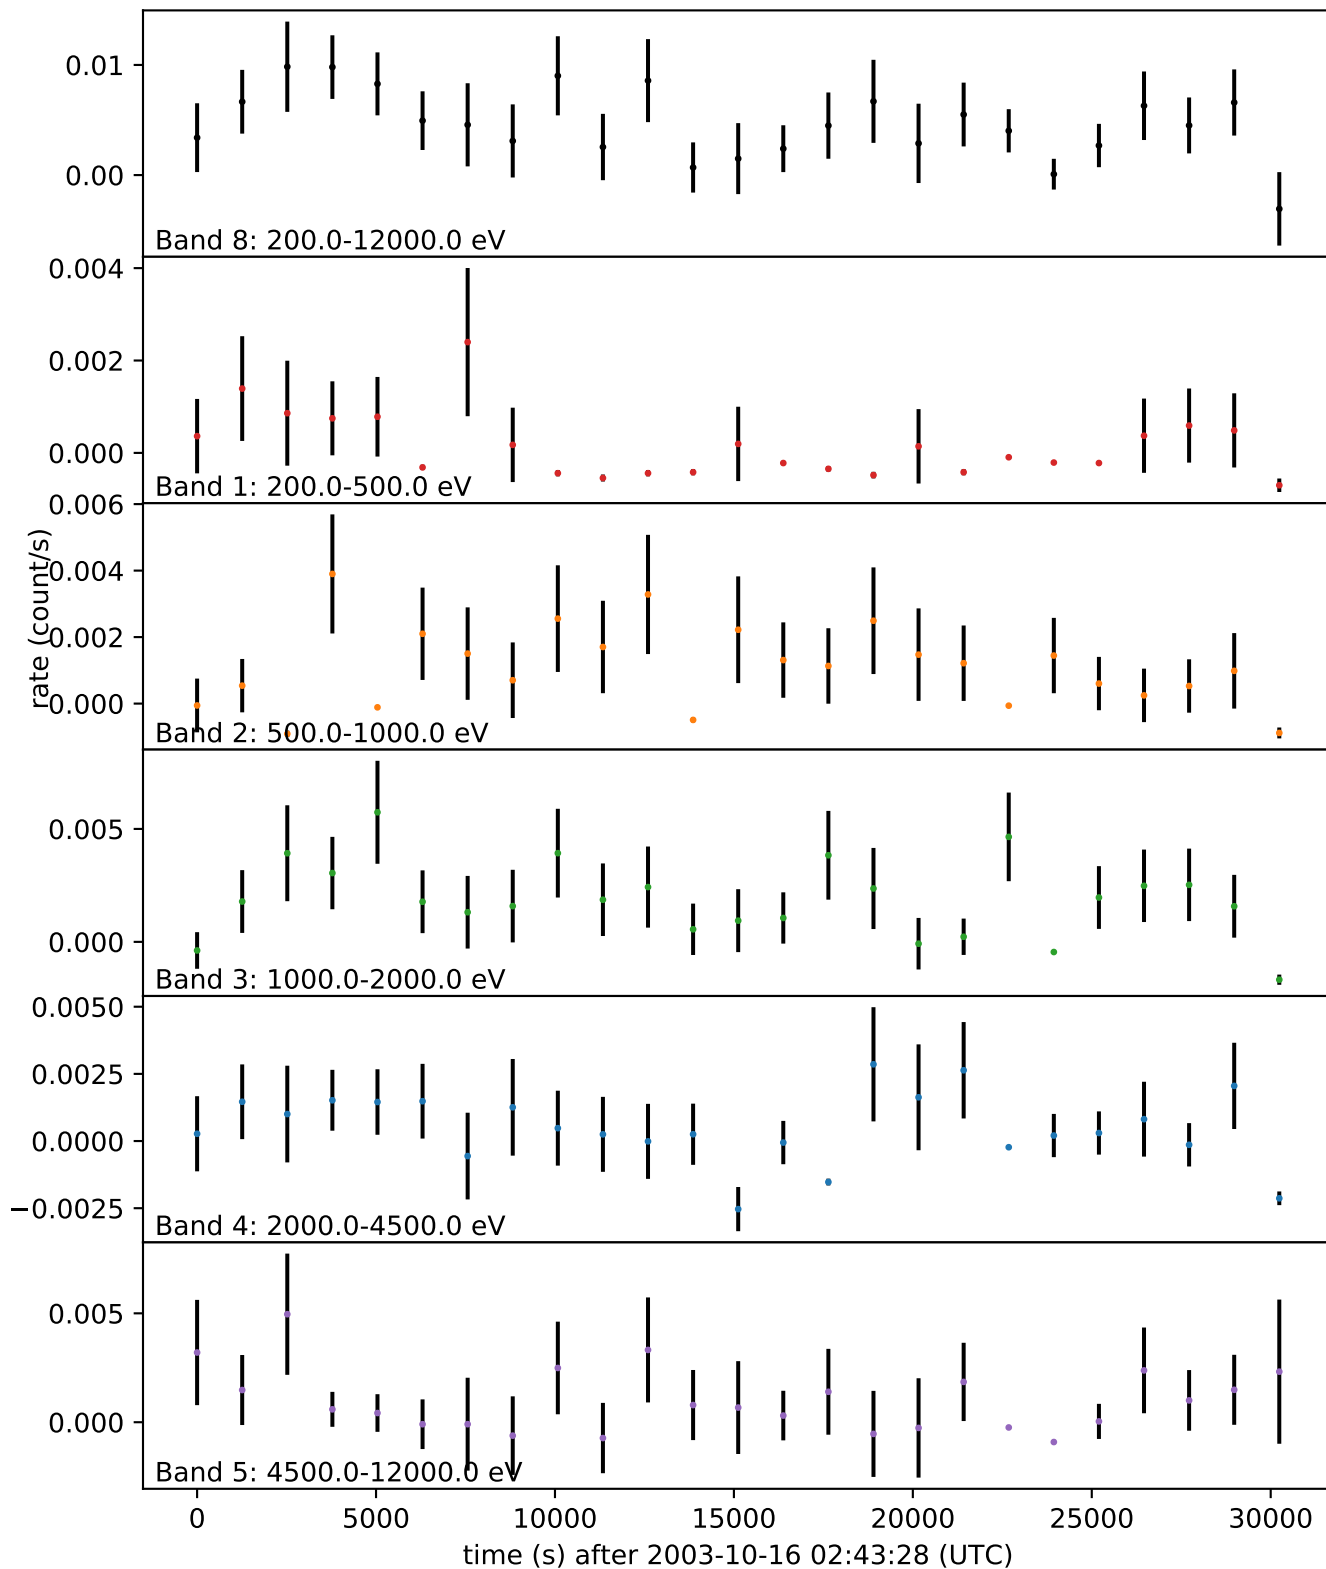 0.01
0.00
Band 8: 200.0-12000.0 eV
0.004
0.002
0.000
Band 1: 200.0-500.0 eV
rate (count/s)
0.006
0.004
0.002
0.000
Band 2: 500.0-1000.0 eV
0.005
0.000
Band 3: 1000.0-2000.0 eV
0.0050
0.0025
0.0000
−0.0025
Band 4: 2000.0-4500.0 eV
0.005
0.000
Band 5: 4500.0-12000.0 eV
0 5000 10000 15000 20000 25000 30000
time (s) after 2003-10-16 02:43:28 (UTC)